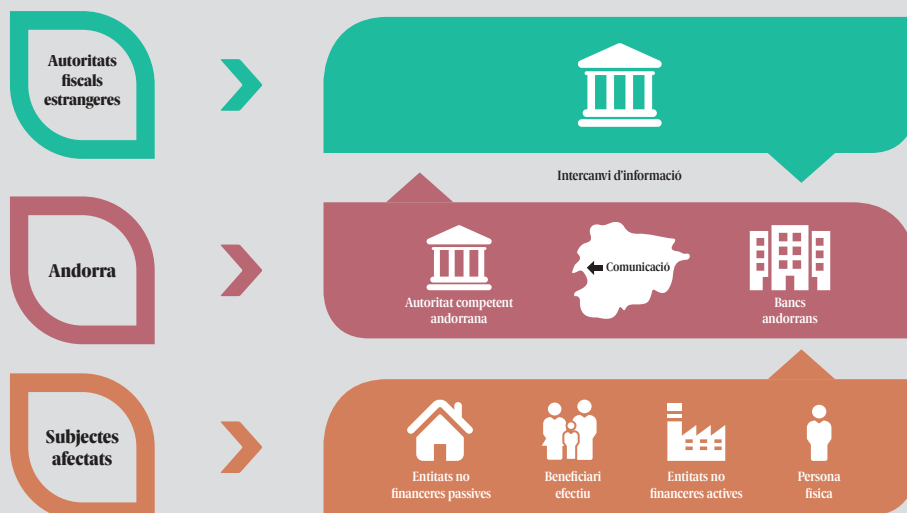 Autoritats
fiscals
estrangeres
Intercanvi d'informació
Andorra
Autoritat competent
andorrana
Comunicació
Bancs
andorrans
Subjectes
afectats
Entitats no
financeres passives
Beneficiari
efectiu
Entitats no
financeres actives
Persona
física